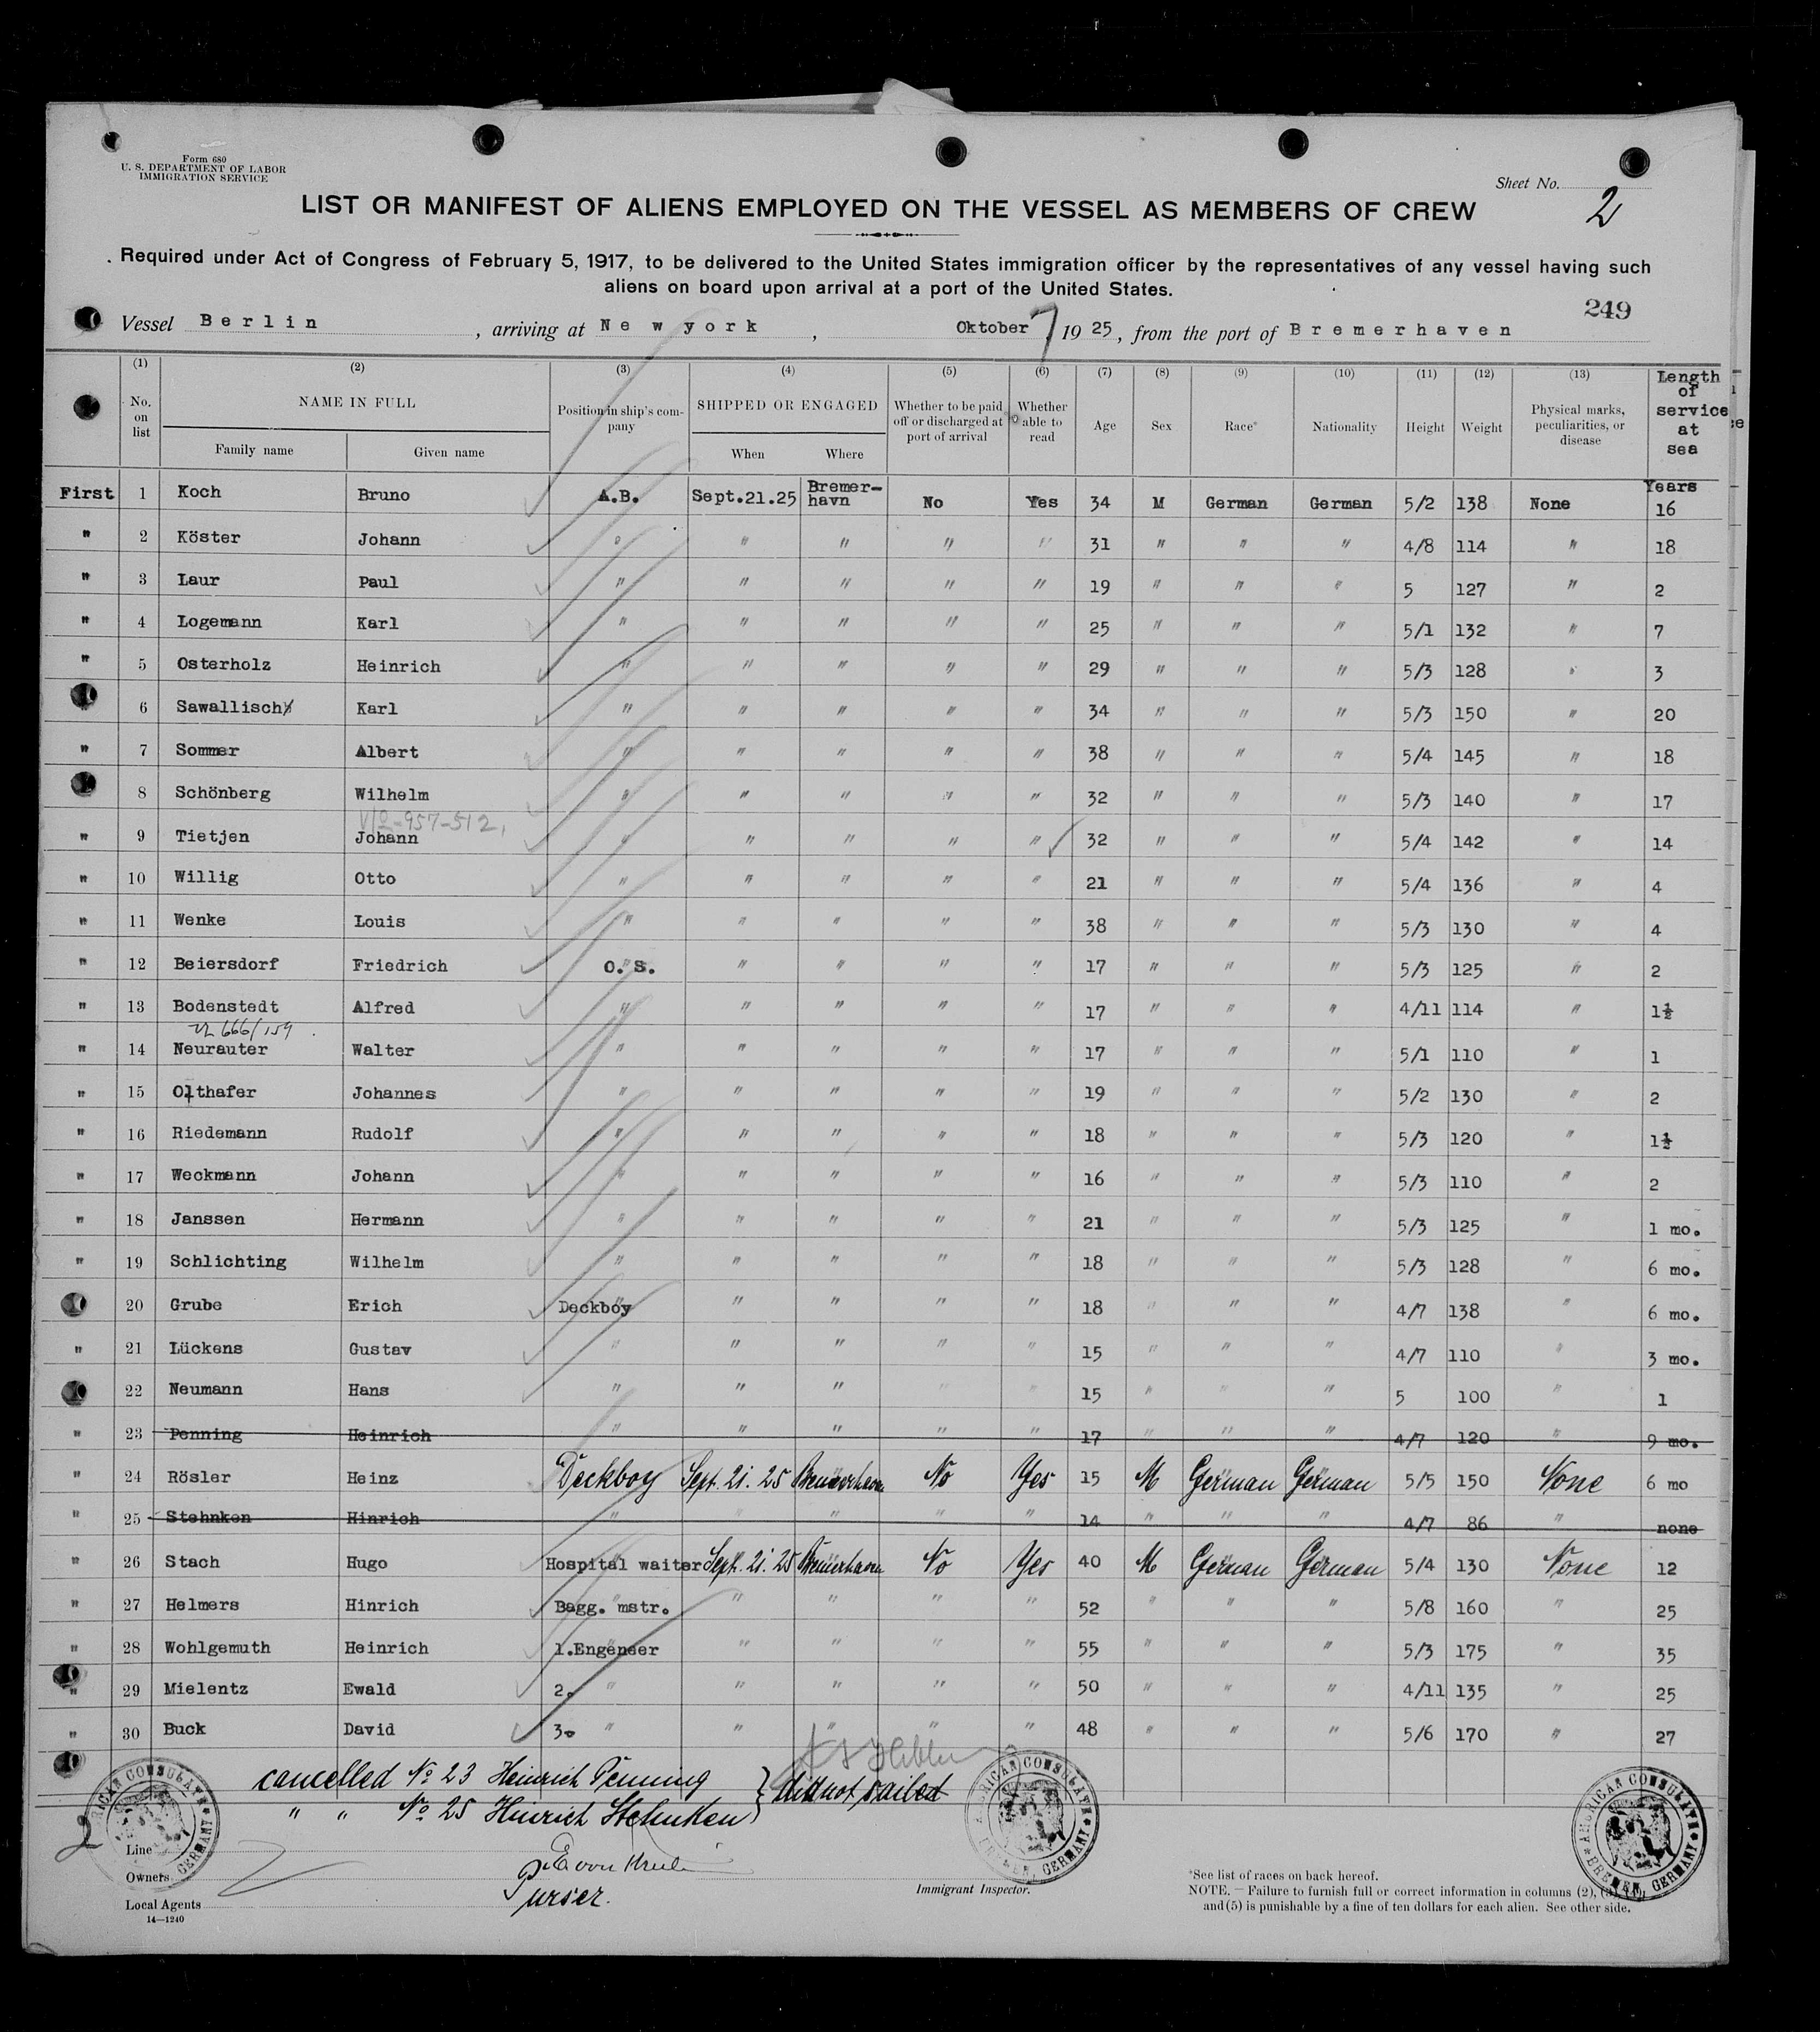 Form 680
U. S. DEPARTMENT OF LABOR
IMMIGRATION SERVICE
Sheet No. 2
LIST OR MANIFEST OF ALIENS EMPLOYED ON THE VESSEL AS MEMBERS OF CREW
Required under Act of Congress of February 5, 1917, to be delivered to the United States immigration officer by the representatives of any vessel having such
aliens on board upon arrival at a port of the United States.
249
Vessel Berlin, arriving at New york, Oktober 7 1925, from the port of Bremerhaven
(1) (2) (3) (4) (5) (6) (7) (8) (9) (10) (11) (12) (13)
No. on list NAME IN FULL Family name Given name Position in ship's company SHIPPED OR ENGAGED When Where Whether to be paid off or discharged at port of arrival Whether able to read Age Sex Race* Nationality Height Weight Physical marks, peculiarities, or disease Length of service at sea
Years
First 1 Koch Bruno A.B. Sept.21.25 Bremer-havn No Yes 34 M German German 5/2 138 None 16
" 2 Köster Johann " " " " " 31 " " " 4/8 114 " 18
" 3 Laur Paul " " " " " 19 " " " 5 127 " 2
" 4 Logemann Karl " " " " " 25 " " " 5/1 132 " 7
" 5 Osterholz Heinrich " " " " " 29 " " " 5/3 128 " 3
" 6 Sawallisch Karl " " " " " 34 " " " 5/3 150 " 20
" 7 Sommer Albert " " " " " 38 " " " 5/4 145 " 18
" 8 Schönberg Wilhelm " " " " " 32 " " " 5/3 140 " 17
-957-512,
" 9 Tietjen Johann " " " " " 32 " " " 5/4 142 " 14
" 10 Willig Otto " " " " " 21 " " " 5/4 136 " 4
" 11 Wenke Louis " " " " " 38 " " " 5/3 130 " 4
" 12 Beiersdorf Friedrich O.S. " " " " 17 " " " 5/3 125 " 2
" 13 Bodenstedt Alfred " " " " " 17 " " " 4/11 114 " 1½
666/159
" 14 Neurauter Walter " " " " " 17 " " " 5/1 110 " 1
" 15 Olthafer Johannes " " " " " 19 " " " 5/2 130 " 2
" 16 Riedemann Rudolf " " " " " 18 " " " 5/3 120 " 1½
" 17 Weckmann Johann " " " " " 16 " " " 5/3 110 " 2
" 18 Janssen Hermann " " " " " 21 " " " 5/3 125 " 1 mo.
" 19 Schlichting Wilhelm " " " " " 18 " " " 5/3 128 " 6 mo.
" 20 Grube Erich Deckboy " " " " 18 " " " 4/7 138 " 6 mo.
" 21 Lückens Gustav " " " " " 15 " " " 4/7 110 " 3 mo.
" 22 Neumann Hans " " " " " 15 " " " 5 100 " 1
" 23 Penning Heinrich " " " " " 17 " " " 4/7 120 " 9 mo.
" 24 Rösler Heinz Deckboy Sept. 21. 25 Bremerhaven No Yes 15 M German German 5/5 150 None 6 mo
" 25 Stehnken Hinrich " " " " " 14 " " " 4/7 86 " none
" 26 Stach Hugo Hospital waiter Sept. 21. 25 Bremerhaven No Yes 40 M German German 5/4 130 None 12
" 27 Helmers Hinrich Bagg. mstr. " " " " 52 " " " 5/8 160 " 25
" 28 Wohlgemuth Heinrich 1.Engeneer " " " " 55 " " " 5/3 175 " 35
" 29 Mielentz Ewald 2. " " " " " 50 " " " 4/11 135 " 25
" 30 Buck David 3. " " " " " 48 " " " 5/6 170 " 27
cancelled No 23 Heinrich Penning } did not sailed
" " No 25 Hinrich Stehnken
2
AMERICAN CONSULATE BREMEN, GERMANY
AMERICAN CONSULATE BREMEN, GERMANY
AMERICAN CONSULATE BREMEN, GERMANY
Line
Owners
Local Agents
14—1240
Purser.
Immigrant Inspector.
*See list of races on back hereof.
NOTE. — Failure to furnish full or correct information in columns (2), (3), (4),
and (5) is punishable by a fine of ten dollars for each alien. See other side.